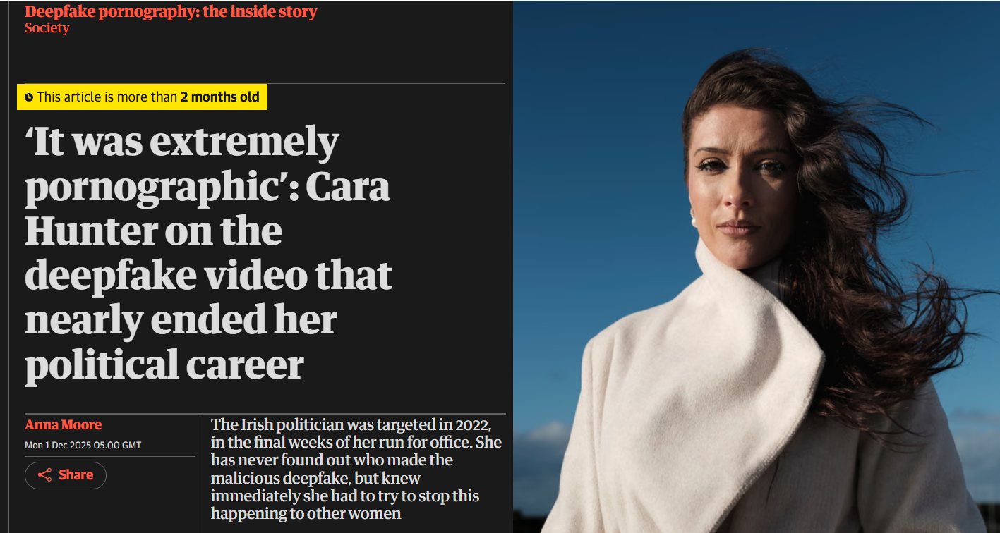 Deepfake pornography: the inside story
Society
This article is more than 2 months old
‘It was extremely
pornographic’: Cara
Hunter on the
deepfake video that
nearly ended her
political career
Anna Moore
Mon 1 Dec 2025 05.00 GMT
Share
The Irish politician was targeted in 2022,
in the final weeks of her run for office. She
has never found out who made the
malicious deepfake, but knew
immediately she had to try to stop this
happening to other women